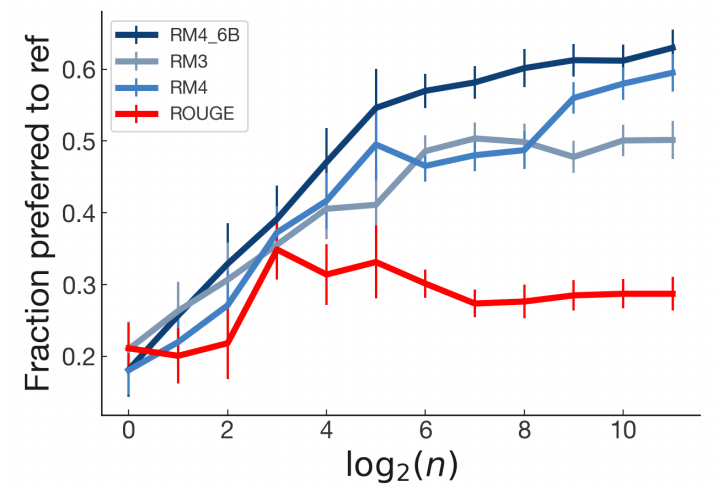 RM4_6B
RM3
RM4
ROUGE
Fraction preferred to ref
0.6
0.5
0.4
0.3
0.2
0 2 4 6 8 10
log₂(n)